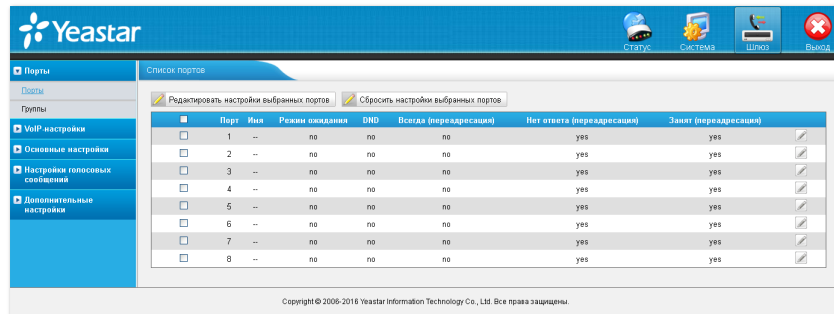 Yeastar
Статус Система Шлюз Выход
Порты
Порты
Группы
VoIP-настройки
Основные настройки
Настройки голосовых
сообщений
Дополнительные
настройки
Список портов
Редактировать настройки выбранных портов Сбросить настройки выбранных портов
Порт Имя Режим ожидания DND Всегда (переадресация) Нет ответа (переадресация) Занят (переадресация)
1 -- no no no yes yes
2 -- no no no yes yes
3 -- no no no yes yes
4 -- no no no yes yes
5 -- no no no yes yes
6 -- no no no yes yes
7 -- no no no yes yes
8 -- no no no yes yes
Copyright © 2006-2016 Yeastar Information Technology Co., Ltd. Все права защищены.